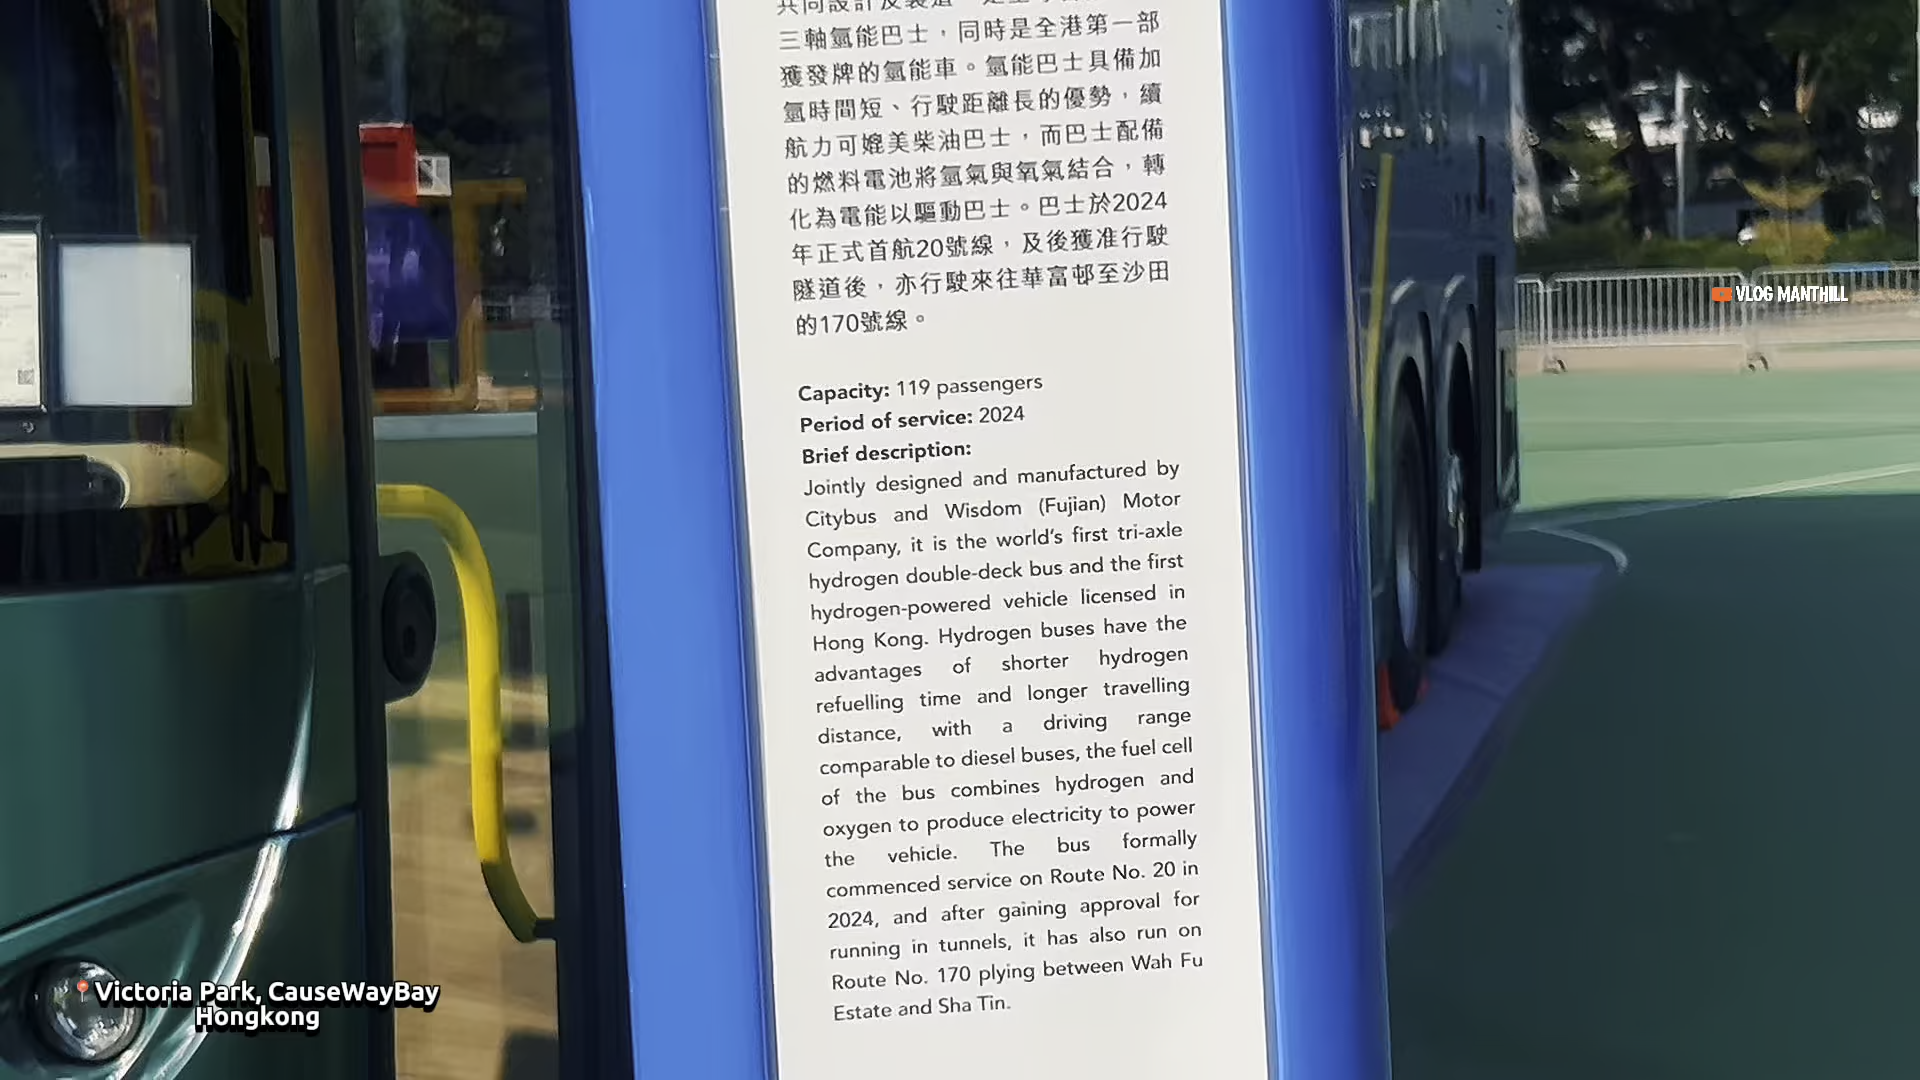 三軸氫能巴士，同時是全港第一部
獲發牌的氫能車。氫能巴士具備加
氫時間短、行駛距離長的優勢，續
航力可媲美柴油巴士，而巴士配備
的燃料電池將氫氣與氧氣結合，轉
化為電能以驅動巴士。巴士於2024
年正式首航20號線，及後獲准行駛
隧道後，亦行駛來往華富邨至沙田
的170號線。
Capacity: 119 passengers
Period of service: 2024
Brief description:
Jointly designed and manufactured by
Citybus and Wisdom (Fujian) Motor
Company, it is the world's first tri-axle
hydrogen double-deck bus and the first
hydrogen-powered vehicle licensed in
Hong Kong. Hydrogen buses have the
advantages of shorter hydrogen
refuelling time and longer travelling
distance, with a driving range
comparable to diesel buses, the fuel cell
of the bus combines hydrogen and
oxygen to produce electricity to power
the vehicle. The bus formally
commenced service on Route No. 20 in
2024, and after gaining approval for
running in tunnels, it has also run on
Route No. 170 plying between Wah Fu
Estate and Sha Tin.
VLOG MANTHILL
Victoria Park, CauseWayBay
Hongkong